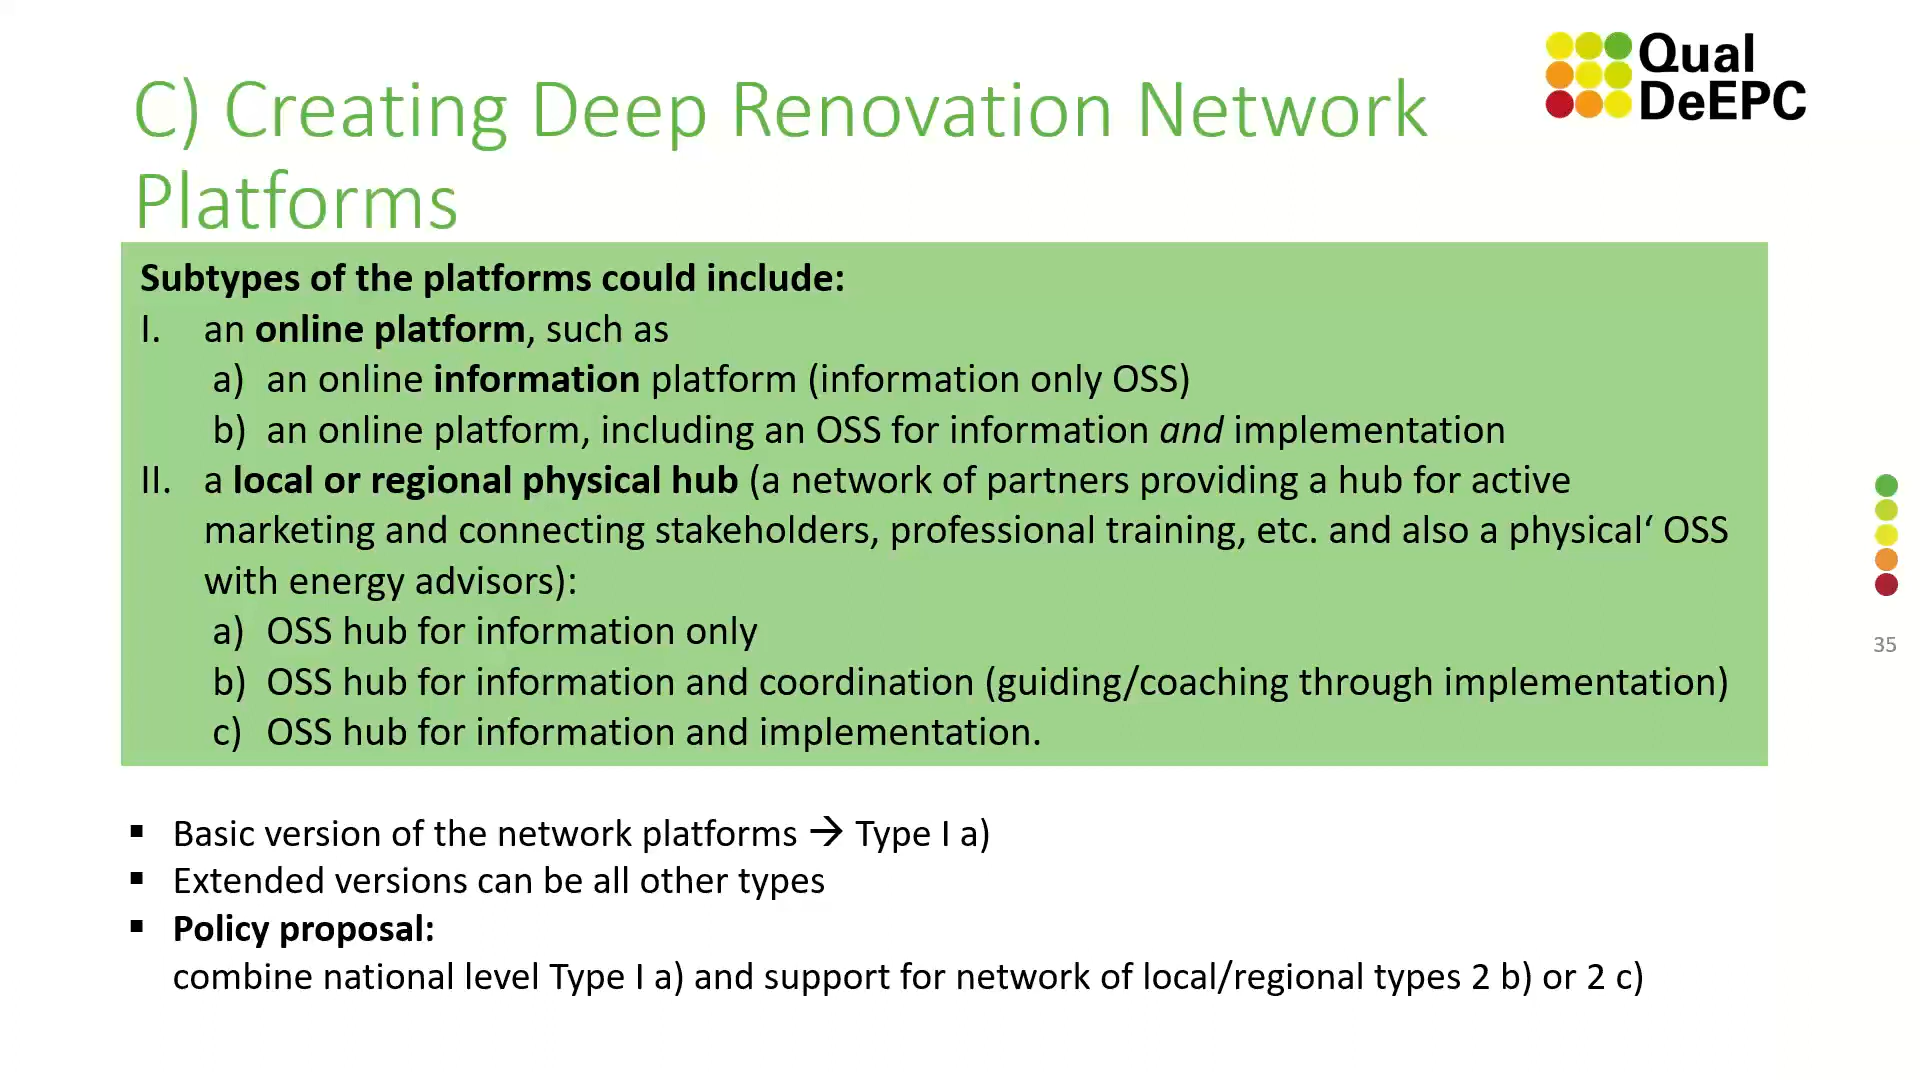 Qual
DeEPC
C) Creating Deep Renovation Network
Platforms
Subtypes of the platforms could include:
I. an online platform, such as
a) an online information platform (information only OSS)
b) an online platform, including an OSS for information and implementation
II. a local or regional physical hub (a network of partners providing a hub for active
marketing and connecting stakeholders, professional training, etc. and also a physical‘ OSS
with energy advisors):
a) OSS hub for information only
b) OSS hub for information and coordination (guiding/coaching through implementation)
c) OSS hub for information and implementation.
35
▪ Basic version of the network platforms → Type I a)
▪ Extended versions can be all other types
▪ Policy proposal:
combine national level Type I a) and support for network of local/regional types 2 b) or 2 c)